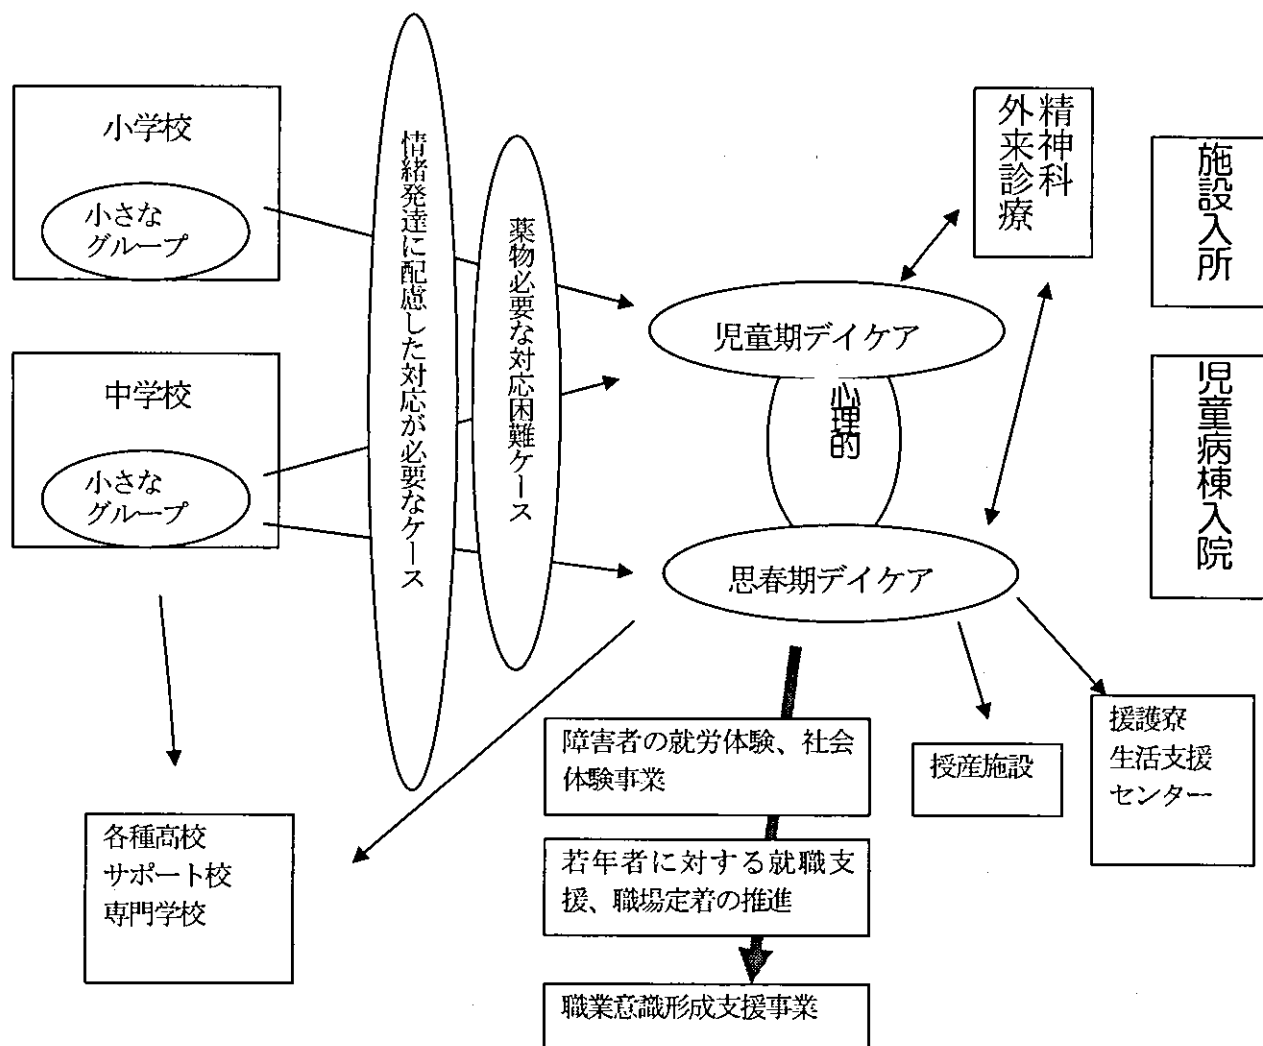 小学校
小さな
グループ
中学校
小さな
グループ
情緒発達に配慮した対応が必要なケース
薬物必要な対応困難ケース
精神科
外来診療
施設入所
児童病棟入院
児童期デイケア
心理的
思春期デイケア
各種高校
サポート校
専門学校
障害者の就労体験、社会
体験事業
若年者に対する就職支
援、職場定着の推進
職業意識形成支援事業
授産施設
援護寮
生活支援
センター